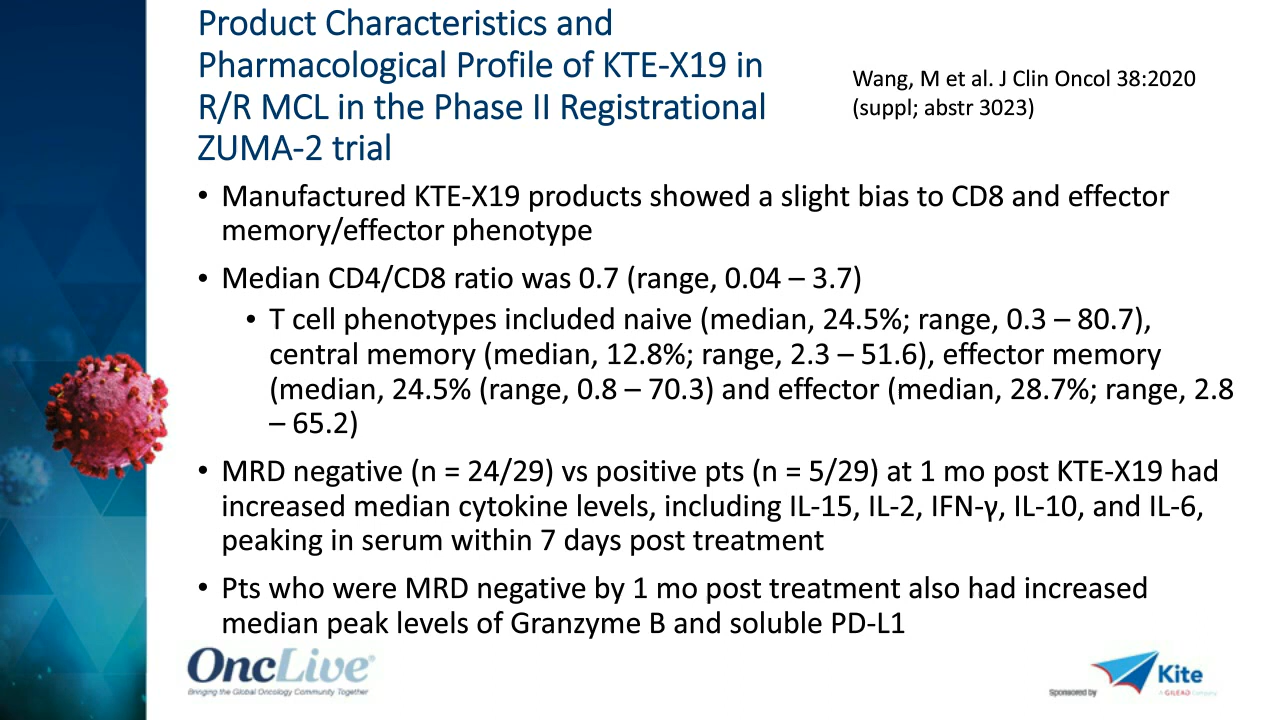 Product Characteristics and
Pharmacological Profile of KTE-X19 in
R/R MCL in the Phase II Registrational
ZUMA-2 trial
Wang, M et al. J Clin Oncol 38:2020
(suppl; abstr 3023)
• Manufactured KTE-X19 products showed a slight bias to CD8 and effector
memory/effector phenotype
• Median CD4/CD8 ratio was 0.7 (range, 0.04 – 3.7)
• T cell phenotypes included naive (median, 24.5%; range, 0.3 – 80.7),
central memory (median, 12.8%; range, 2.3 – 51.6), effector memory
(median, 24.5% (range, 0.8 – 70.3) and effector (median, 28.7%; range, 2.8
– 65.2)
• MRD negative (n = 24/29) vs positive pts (n = 5/29) at 1 mo post KTE-X19 had
increased median cytokine levels, including IL-15, IL-2, IFN-γ, IL-10, and IL-6,
peaking in serum within 7 days post treatment
• Pts who were MRD negative by 1 mo post treatment also had increased
median peak levels of Granzyme B and soluble PD-L1
OncLive®
Bringing the Global Oncology Community Together
Sponsored by
Kite
A GILEAD Company